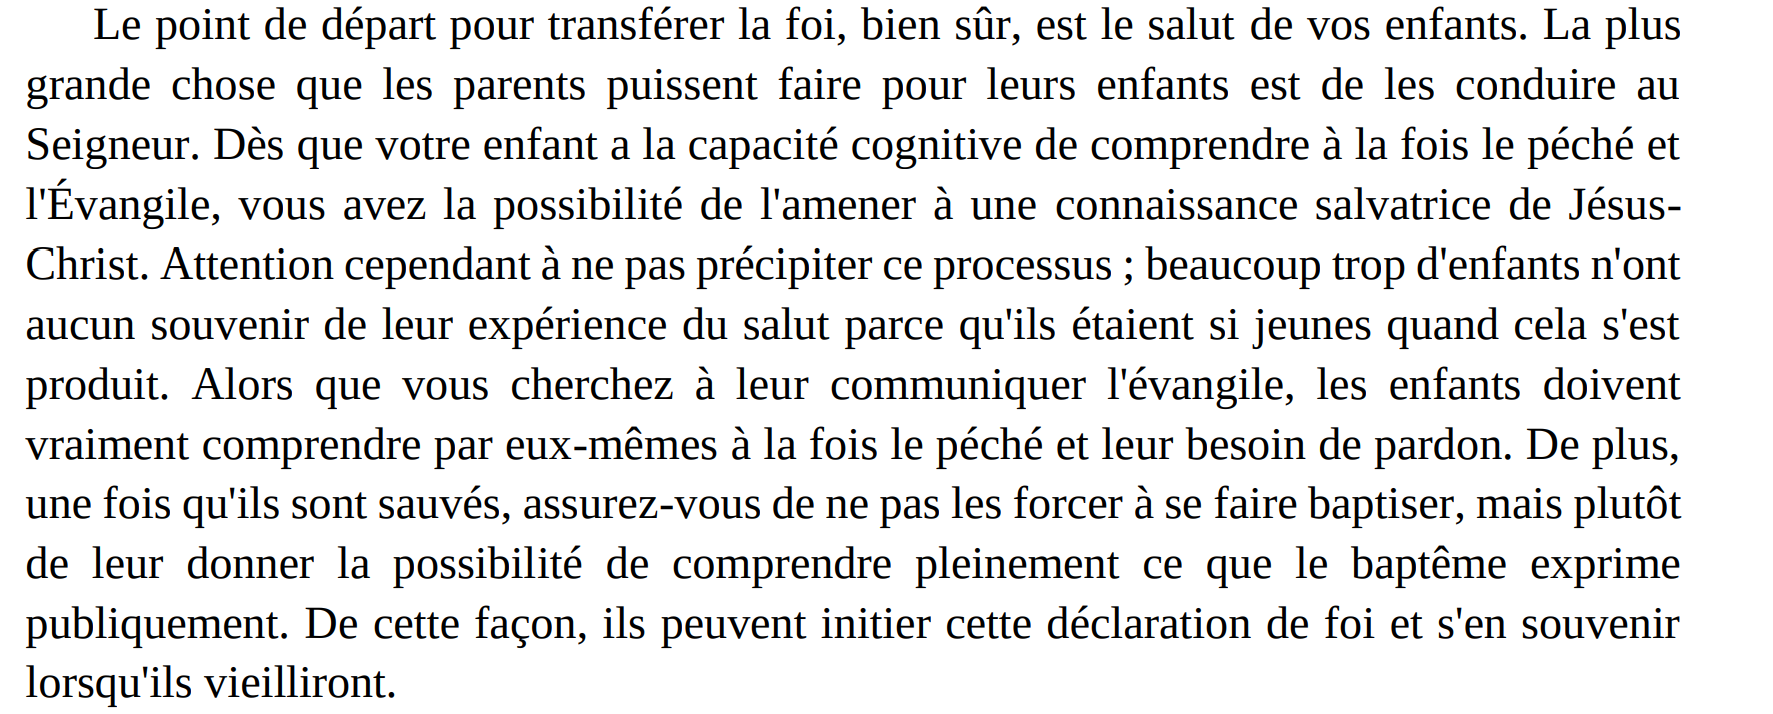 Le point de départ pour transférer la foi, bien sûr, est le salut de vos enfants. La plus
grande chose que les parents puissent faire pour leurs enfants est de les conduire au
Seigneur. Dès que votre enfant a la capacité cognitive de comprendre à la fois le péché et
l'Évangile, vous avez la possibilité de l'amener à une connaissance salvatrice de Jésus-
Christ. Attention cependant à ne pas précipiter ce processus ; beaucoup trop d'enfants n'ont
aucun souvenir de leur expérience du salut parce qu'ils étaient si jeunes quand cela s'est
produit. Alors que vous cherchez à leur communiquer l'évangile, les enfants doivent
vraiment comprendre par eux-mêmes à la fois le péché et leur besoin de pardon. De plus,
une fois qu'ils sont sauvés, assurez-vous de ne pas les forcer à se faire baptiser, mais plutôt
de leur donner la possibilité de comprendre pleinement ce que le baptême exprime
publiquement. De cette façon, ils peuvent initier cette déclaration de foi et s'en souvenir
lorsqu'ils vieilliront.